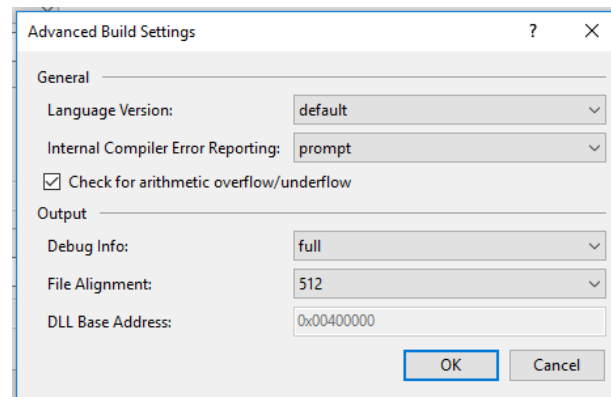 Advanced Build Settings ?
General
Language Version: default
Internal Compiler Error Reporting: prompt
Check for arithmetic overflow/underflow
Output
Debug Info: full
File Alignment: 512
DLL Base Address: 0x00400000
OK Cancel